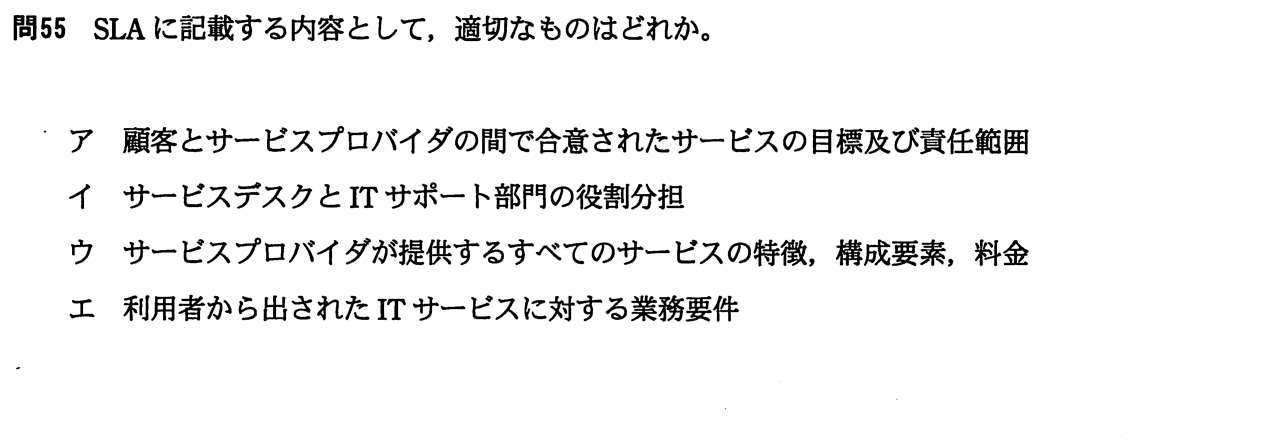 問55 SLA に記載する内容として，適切なものはどれか。
ア 顧客とサービスプロバイダの間で合意されたサービスの目標及び責任範囲
イ サービスデスクと IT サポート部門の役割分担
ウ サービスプロバイダが提供するすべてのサービスの特徴，構成要素，料金
エ 利用者から出された IT サービスに対する業務要件